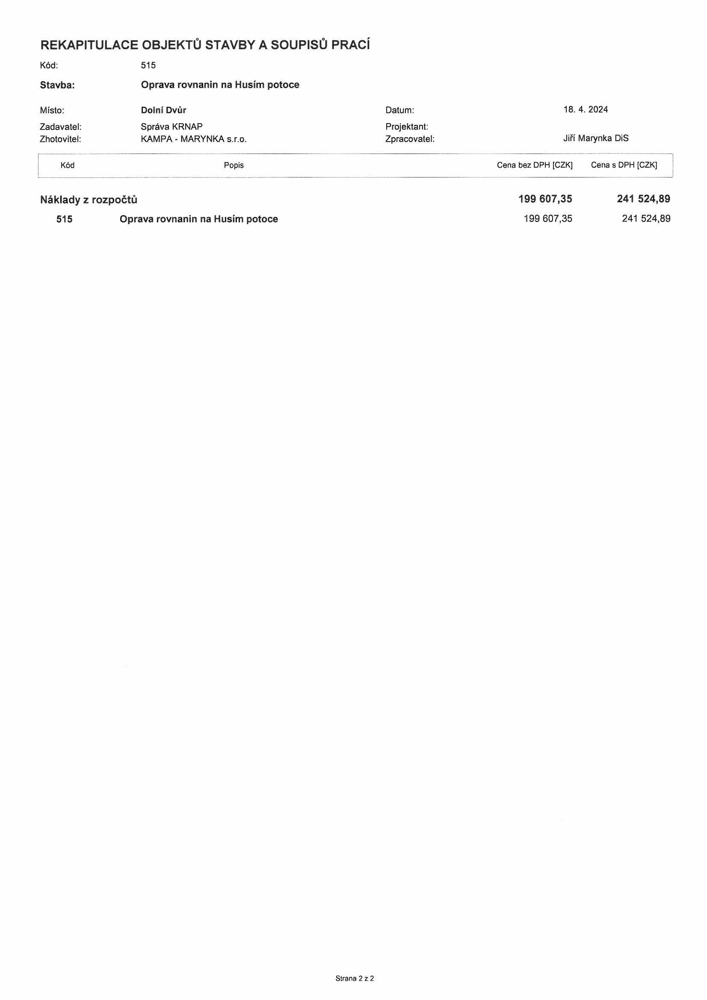 REKAPITULACE OBJEKTŮ STAVBY A SOUPISŮ PRACÍ
Kód: 515
Stavba: Oprava rovnanin na Husím potoce
Místo: Dolní Dvůr Datum: 18. 4. 2024
Zadavatel: Správa KRNAP Projektant:
Zhotovitel: KAMPA - MARYNKA s.r.o. Zpracovatel: Jiří Marynka DiS
Kód Popis Cena bez DPH [CZK] Cena s DPH [CZK]
Náklady z rozpočtů 199 607,35 241 524,89
515 Oprava rovnanin na Husím potoce 199 607,35 241 524,89
Strana 2 z 2